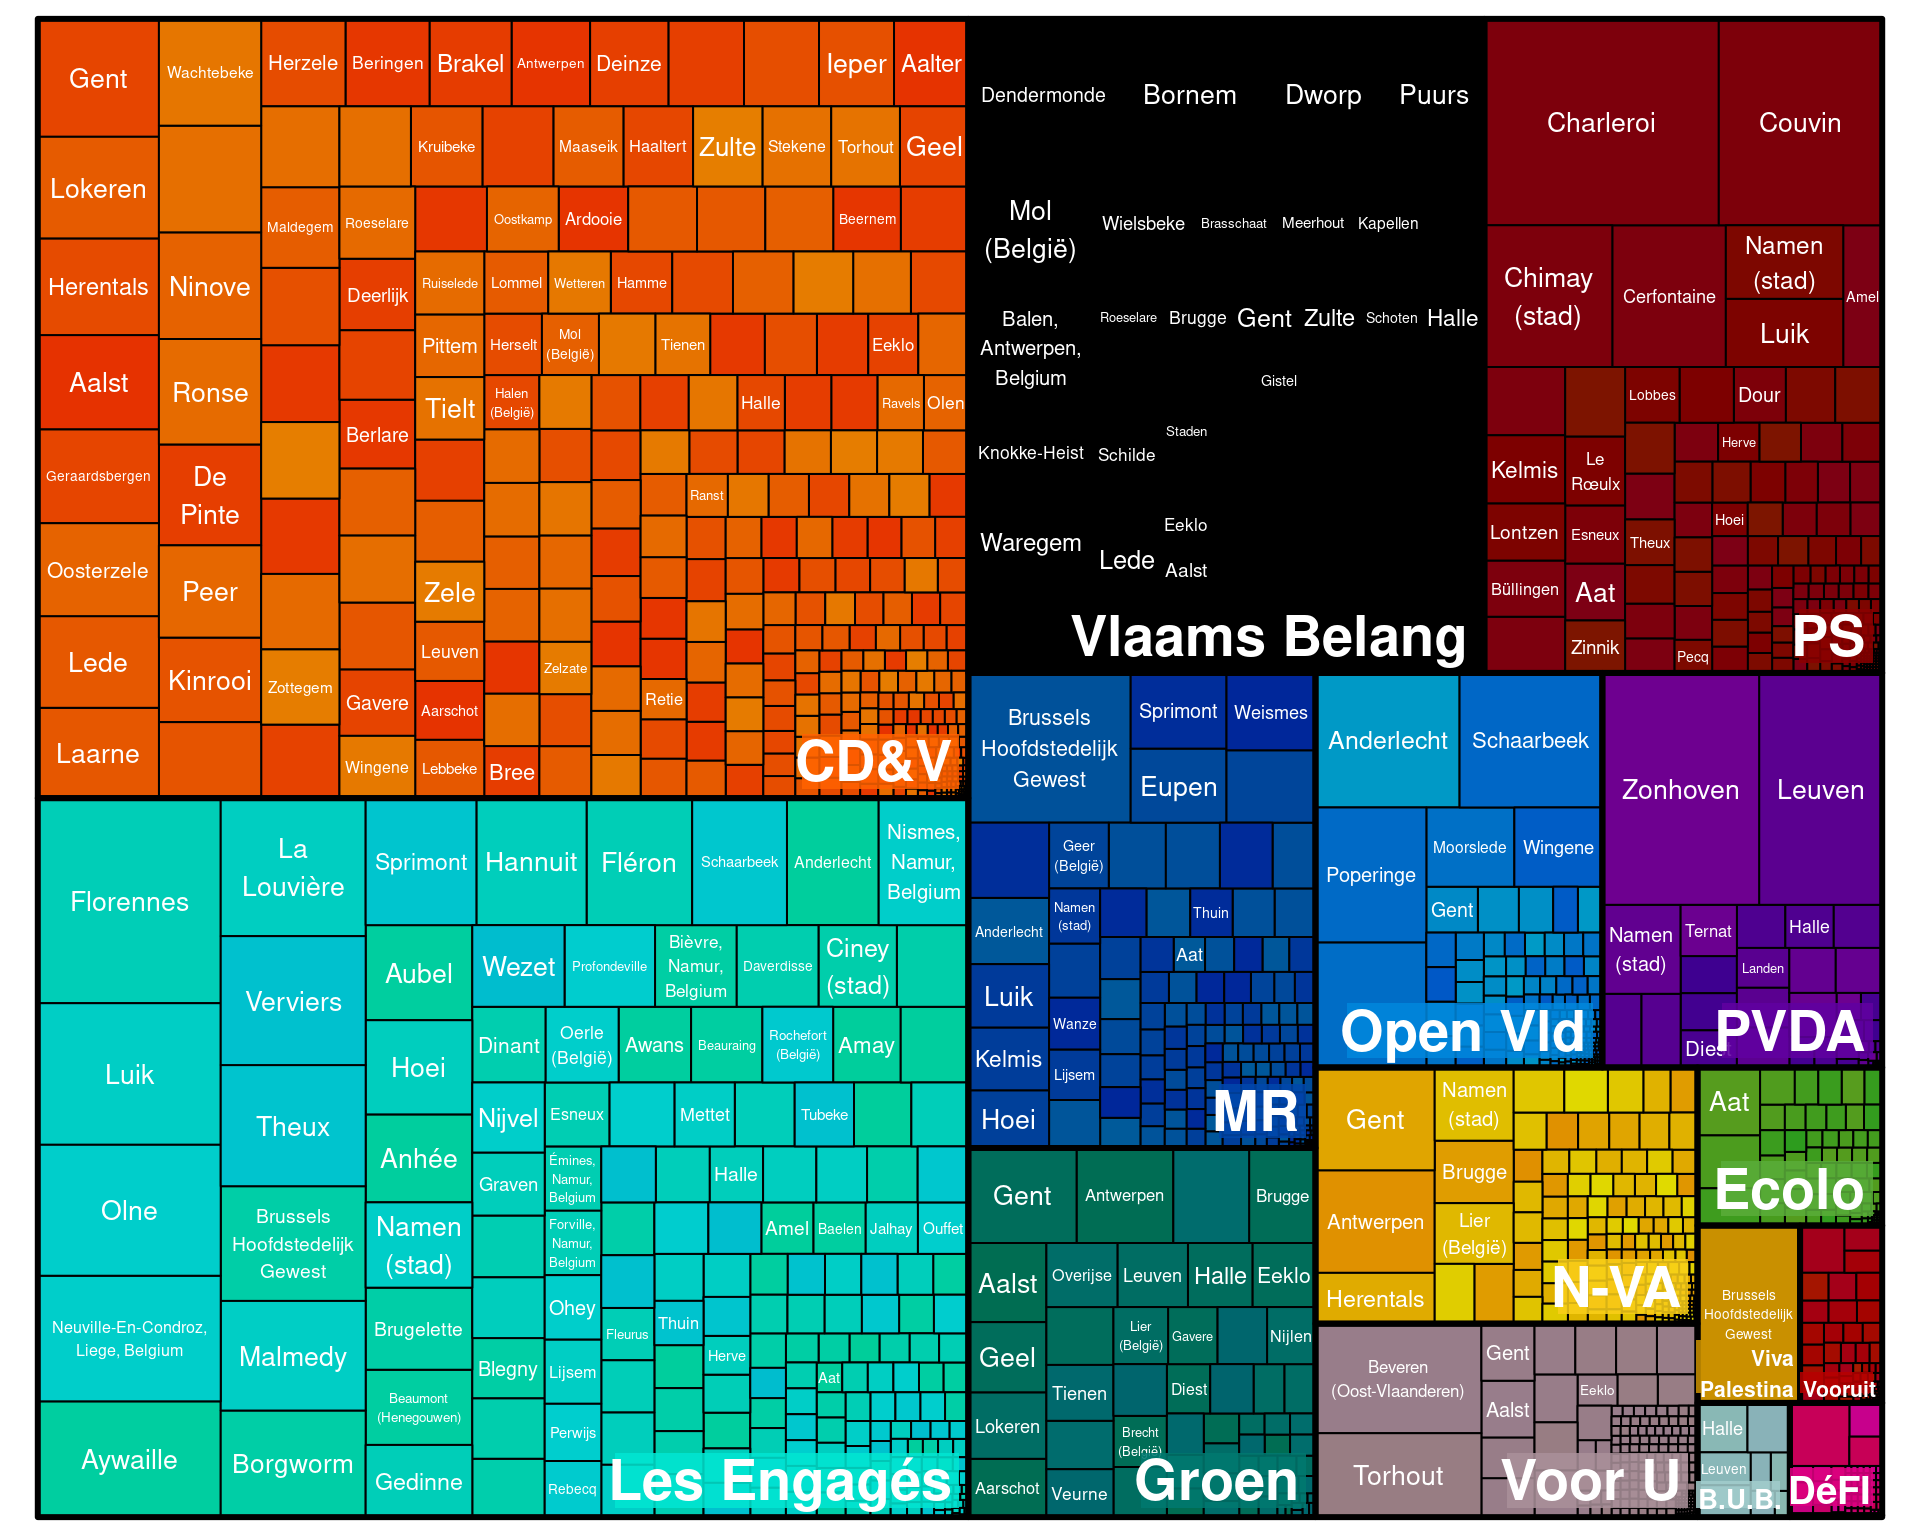 Gent
Wachtebeke
Herzele
Beringen
Brakel
Antwerpen
Deinze
Ieper
Aalter
Lokeren
Kruibeke
Maaseik
Haaltert
Zulte
Stekene
Torhout
Geel
Herentals
Ninove
Maldegem
Roeselare
Oostkamp
Ardooie
Beernem
Deerlijk
Ruiselede
Lommel
Wetteren
Hamme
Aalst
Ronse
Pittem
Herselt
Mol
(België)
Tienen
Eeklo
Berlare
Tielt
Halen
(België)
Halle
Ravels
Olen
Geraardsbergen
De
Pinte
Ranst
Oosterzele
Peer
Zele
Lede
Kinrooi
Zottegem
Leuven
Zelzate
Gavere
Aarschot
Retie
Laarne
Wingene
Lebbeke
Bree
CD&V
Dendermonde
Bornem
Dworp
Puurs
Mol
(België)
Wielsbeke
Brasschaat
Meerhout
Kapellen
Balen,
Antwerpen,
Belgium
Roeselare
Brugge
Gent
Zulte
Schoten
Halle
Gistel
Knokke-Heist
Schilde
Staden
Waregem
Lede
Eeklo
Aalst
Vlaams Belang
Charleroi
Couvin
Chimay
(stad)
Cerfontaine
Namen
(stad)
Luik
Amel
Lobbes
Dour
Herve
Kelmis
Le
Rœulx
Lontzen
Esneux
Theux
Hoei
Büllingen
Aat
Zinnik
Pecq
PS
Florennes
La
Louvière
Sprimont
Hannuit
Fléron
Schaarbeek
Anderlecht
Nismes,
Namur,
Belgium
Aubel
Wezet
Profondeville
Bièvre,
Namur,
Belgium
Daverdisse
Ciney
(stad)
Luik
Verviers
Hoei
Dinant
Oerle
(België)
Awans
Beauraing
Rochefort
(België)
Amay
Theux
Anhée
Nijvel
Esneux
Mettet
Tubeke
Olne
Graven
Émines,
Namur,
Belgium
Halle
Brussels
Hoofdstedelijk
Gewest
Namen
(stad)
Forville,
Namur,
Belgium
Amel
Baelen
Jalhay
Ouffet
Neuville-En-Condroz,
Liege, Belgium
Malmedy
Brugelette
Blegny
Ohey
Fleurus
Thuin
Herve
Lijsem
Aat
Beaumont
(Henegouwen)
Perwijs
Aywaille
Borgworm
Gedinne
Rebecq
Les Engagés
Brussels
Hoofdstedelijk
Gewest
Sprimont
Weismes
Eupen
Geer
(België)
Anderlecht
Namen
(stad)
Thuin
Aat
Luik
Wanze
Kelmis
Lijsem
Hoei
MR
Anderlecht
Schaarbeek
Poperinge
Moorslede
Wingene
Gent
Open Vld
Zonhoven
Leuven
Namen
(stad)
Ternat
Halle
Landen
Diest
PVDA
Gent
Antwerpen
Brugge
Aalst
Overijse
Leuven
Halle
Eeklo
Geel
Lier
(België)
Gavere
Nijlen
Tienen
Diest
Lokeren
Brecht
(België)
Aarschot
Veurne
Groen
Gent
Namen
(stad)
Brugge
Antwerpen
Lier
(België)
Herentals
N-VA
Aat
Ecolo
Brussels
Hoofdstedelijk
Gewest
Viva
Palestina
Vooruit
Beveren
(Oost-Vlaanderen)
Gent
Eeklo
Aalst
Torhout
Voor U
Halle
Leuven
B.U.B.
DéFI